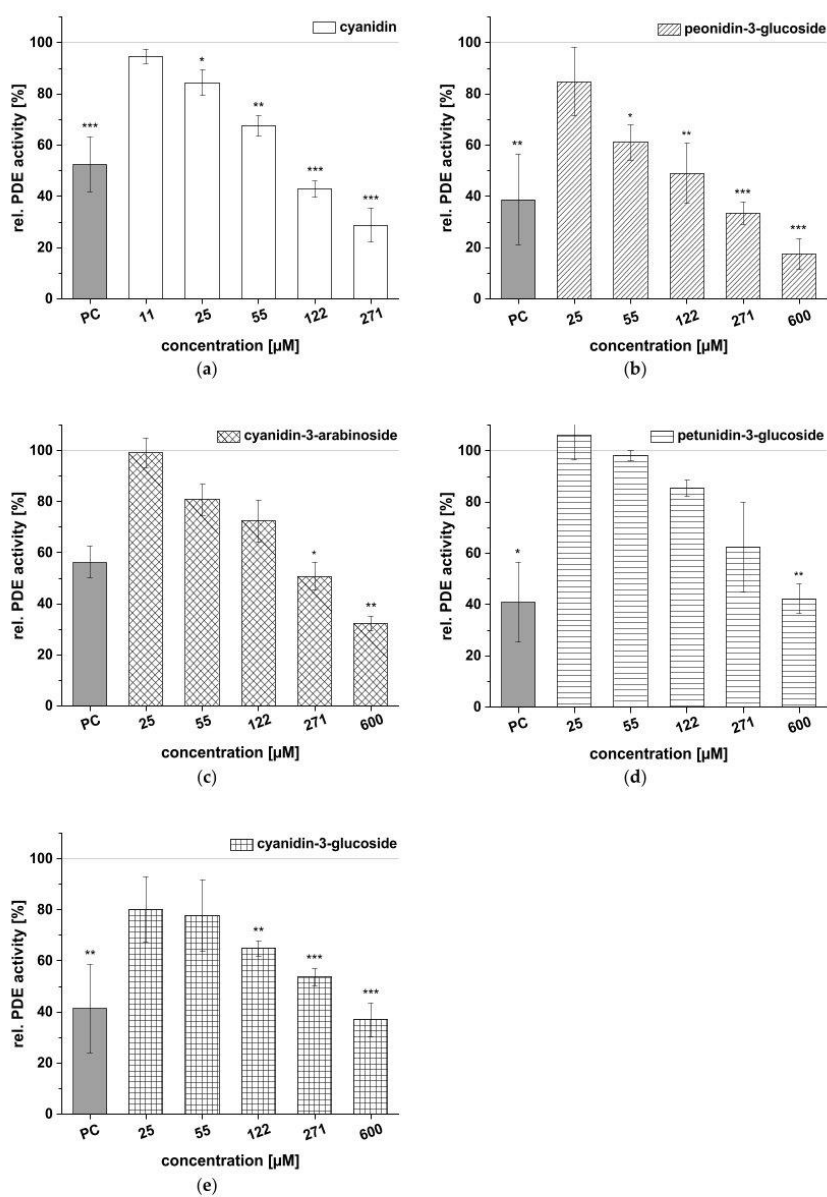 cyanidin
rel. PDE activity [%]
100
80
60
40
20
0
***
*
**
***
***
PC 11 25 55 122 271
concentration [µM]
(a)
peonidin-3-glucoside
rel. PDE activity [%]
100
80
60
40
20
0
**
*
**
***
***
PC 25 55 122 271 600
concentration [µM]
(b)
cyanidin-3-arabinoside
rel. PDE activity [%]
100
80
60
40
20
0
*
**
PC 25 55 122 271 600
concentration [µM]
(c)
petunidin-3-glucoside
rel. PDE activity [%]
100
80
60
40
20
0
*
**
PC 25 55 122 271 600
concentration [µM]
(d)
cyanidin-3-glucoside
rel. PDE activity [%]
100
80
60
40
20
0
**
**
***
***
PC 25 55 122 271 600
concentration [µM]
(e)